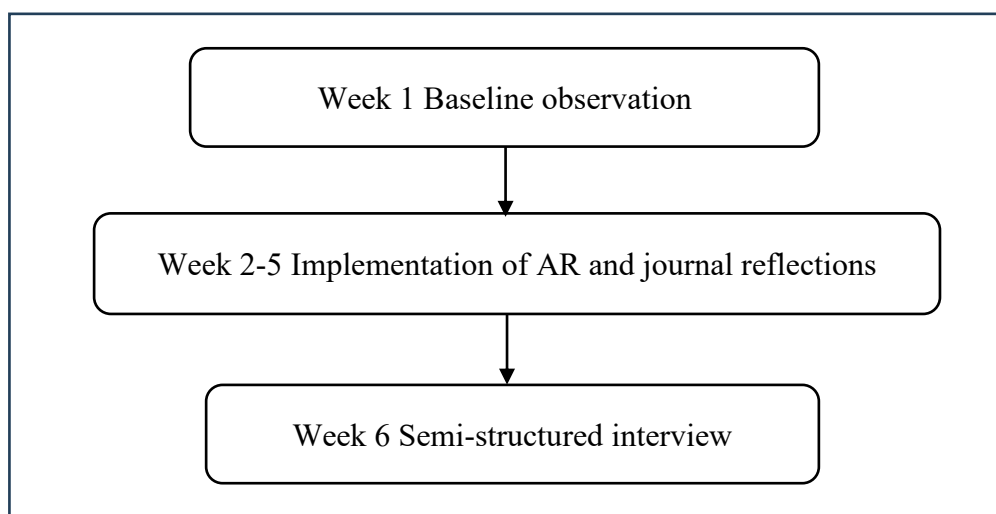 Week 1 Baseline observation
Week 2-5 Implementation of AR and journal reflections
Week 6 Semi-structured interview